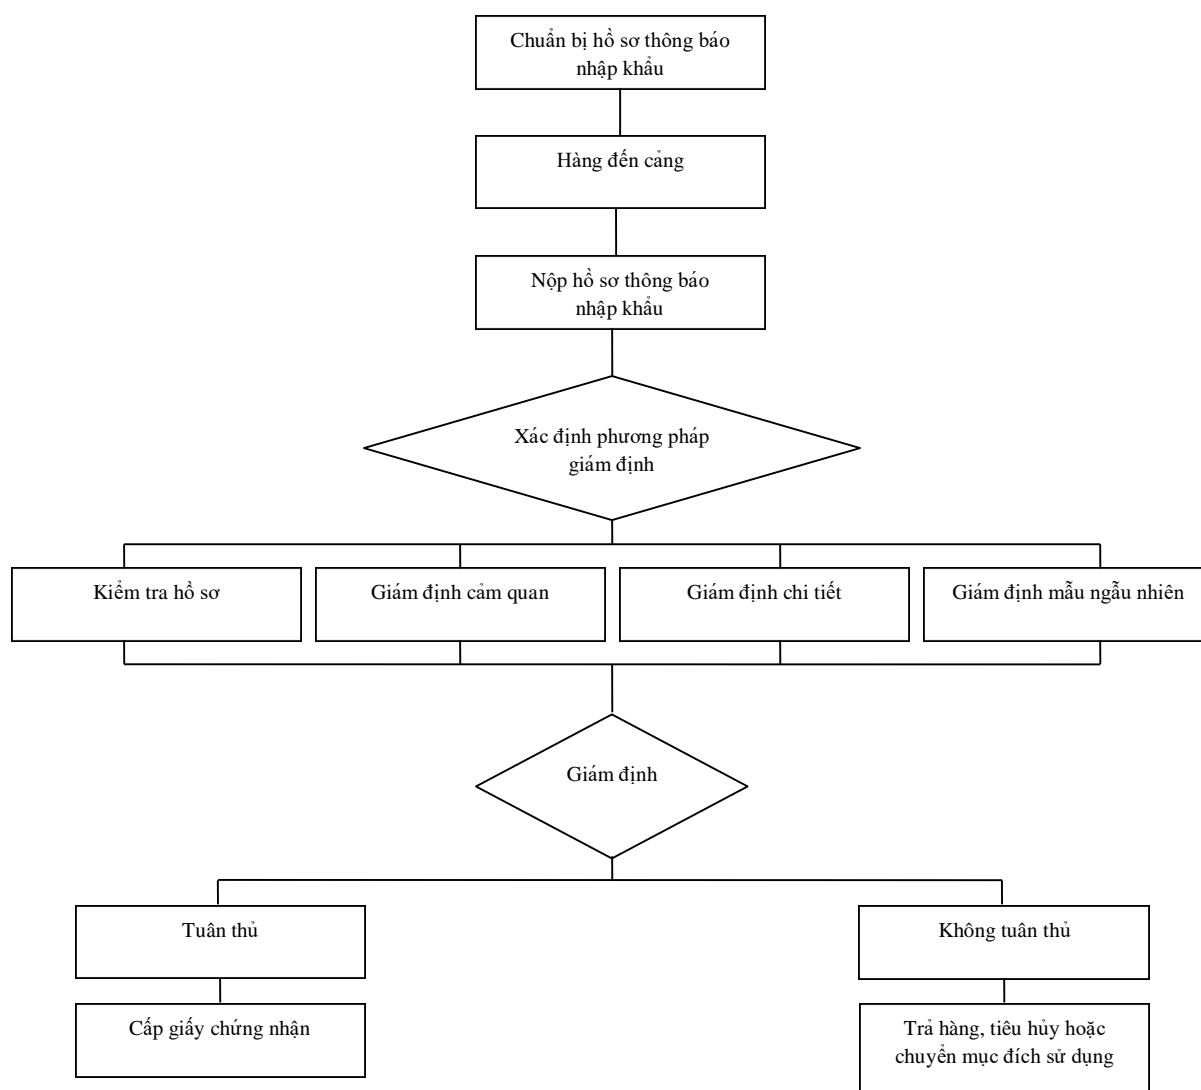 Chuẩn bị hồ sơ thông báo
nhập khẩu
Hàng đến cảng
Nộp hồ sơ thông báo
nhập khẩu
Xác định phương pháp
giám định
Kiểm tra hồ sơ
Giám định cảm quan
Giám định chi tiết
Giám định mẫu ngẫu nhiên
Giám định
Tuân thủ
Không tuân thủ
Cấp giấy chứng nhận
Trả hàng, tiêu hủy hoặc
chuyển mục đích sử dụng